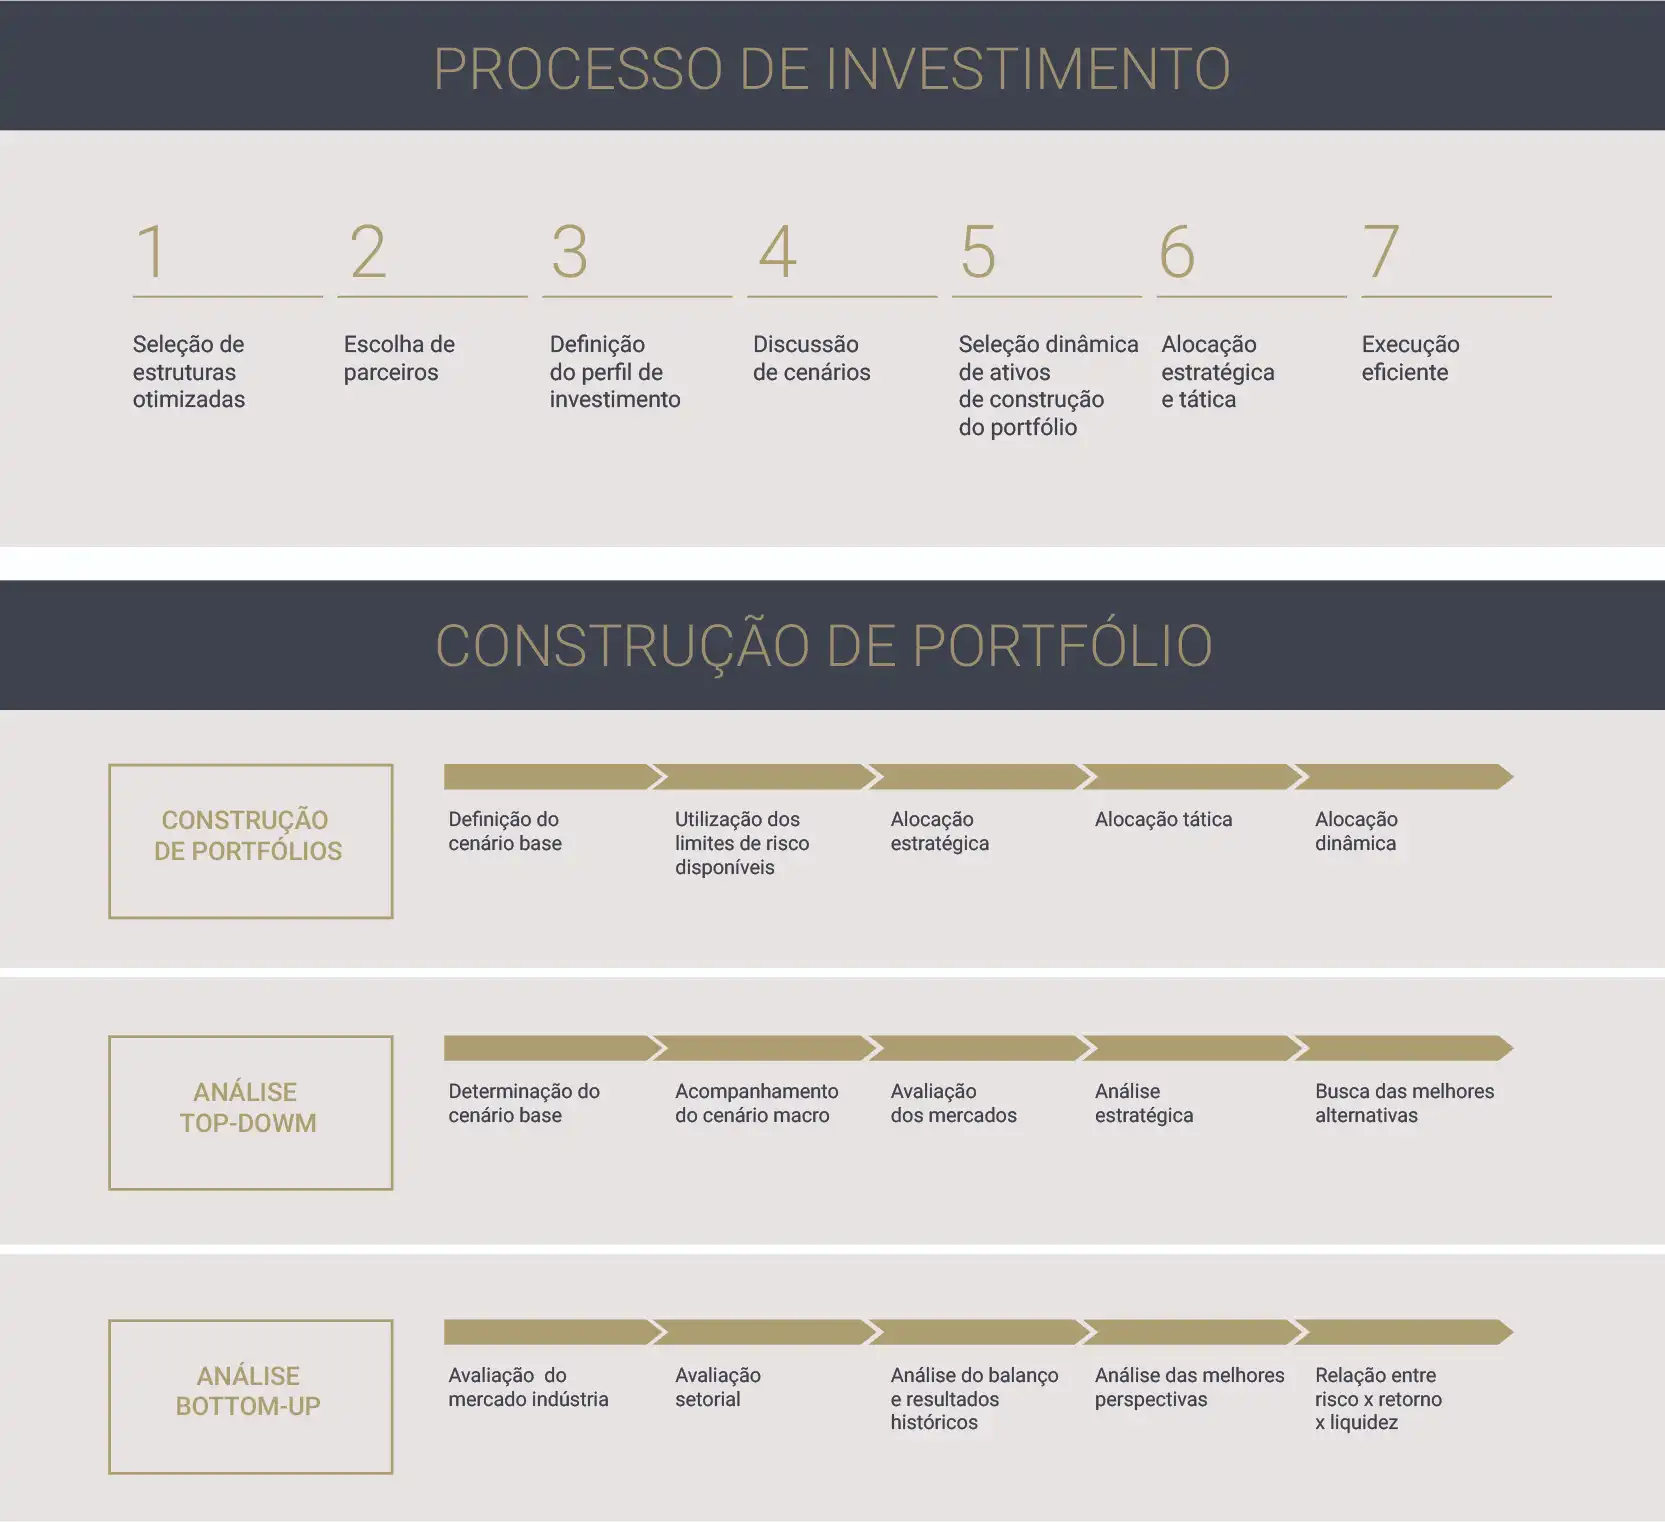 PROCESSO DE INVESTIMENTO
1
Seleção de
estruturas
otimizadas
2
Escolha de
parceiros
3
Definição
do perfil de
investimento
4
Discussão
de cenários
5
Seleção dinâmica
de ativos
de construção
do portfólio
6
Alocação
estratégica
e tática
7
Execução
eficiente
CONSTRUÇÃO DE PORTFÓLIO
CONSTRUÇÃO
DE PORTFÓLIOS
Definição do
cenário base
Utilização dos
limites de risco
disponíveis
Alocação
estratégica
Alocação tática
Alocação
dinâmica
ANÁLISE
TOP-DOWM
Determinação do
cenário base
Acompanhamento
do cenário macro
Avaliação
dos mercados
Análise
estratégica
Busca das melhores
alternativas
ANÁLISE
BOTTOM-UP
Avaliação do
mercado indústria
Avaliação
setorial
Análise do balanço
e resultados
históricos
Análise das melhores
perspectivas
Relação entre
risco x retorno
x liquidez